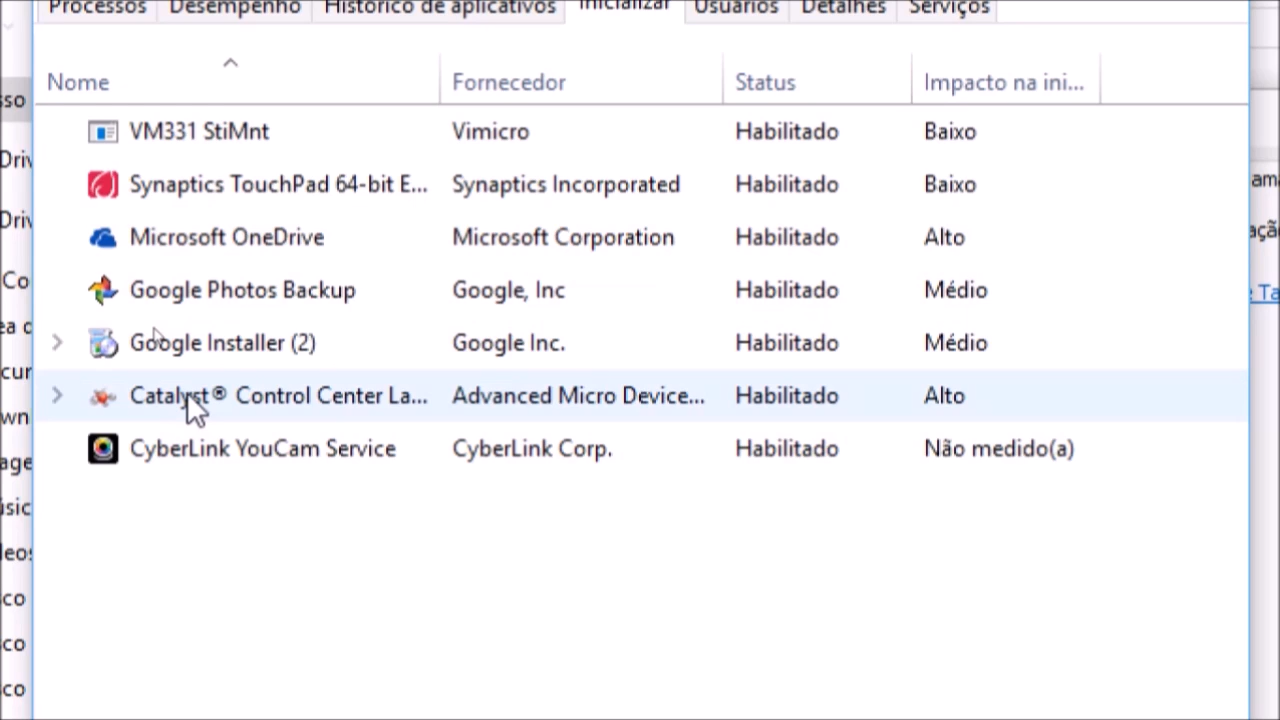 Processos Desempenho Histórico de aplicativos Inicializar Usuários Detalhes Serviços
Nome Fornecedor Status Impacto na ini...
VM331 StiMnt Vimicro Habilitado Baixo
Synaptics TouchPad 64-bit E... Synaptics Incorporated Habilitado Baixo
Microsoft OneDrive Microsoft Corporation Habilitado Alto
Google Photos Backup Google, Inc Habilitado Médio
Google Installer (2) Google Inc. Habilitado Médio
Catalyst® Control Center La... Advanced Micro Device... Habilitado Alto
CyberLink YouCam Service CyberLink Corp. Habilitado Não medido(a)